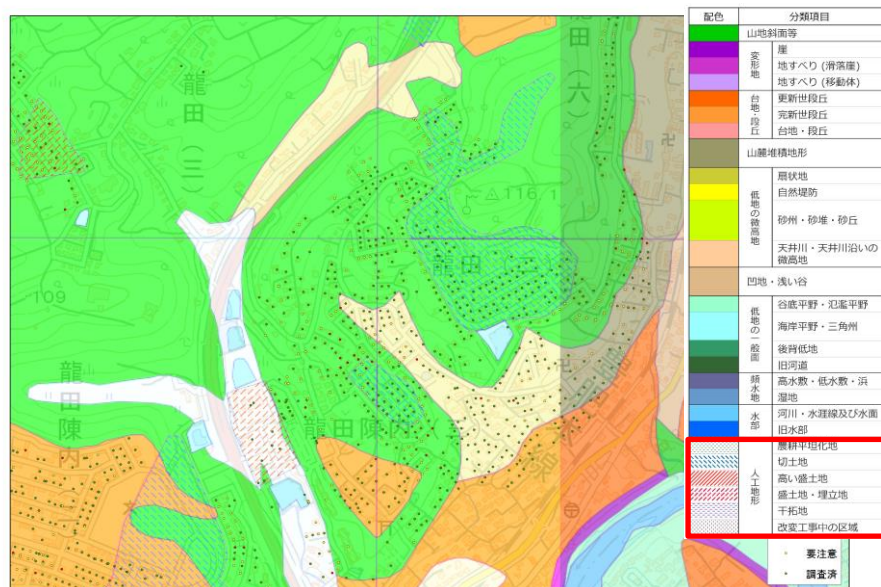 龍田(六)
龍田(三)
116.1
龍田(二)
109
龍田陳内
龍田陳内(三)
配色 分類項目
山地斜面等
変形地
崖
地すべり(滑落崖)
地すべり(移動体)
台地・段丘
更新世段丘
完新世段丘
台地・段丘
山麓堆積地形
低地の微高地
扇状地
自然堤防
砂州・砂堆・砂丘
天井川・天井川沿いの
微高地
凹地・浅い谷
低地の一般面
谷底平野・氾濫平野
海岸平野・三角州
後背低地
旧河道
頻水地
高水敷・低水敷・浜
湿地
水部
河川・水涯線及び水面
旧水部
人工地形
農耕平坦化地
切土地
高い盛土地
盛土地・埋立地
干拓地
改変工事中の区域
要注意
調査済